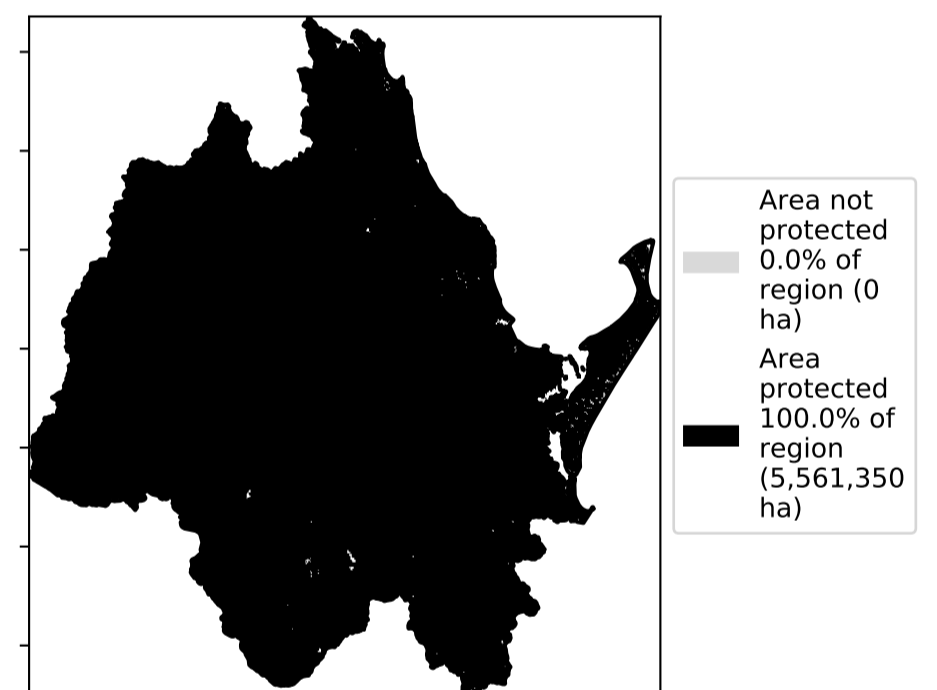 Area not
protected
0.0% of
region (0
ha)
Area
protected
100.0% of
region
(5,561,350
ha)